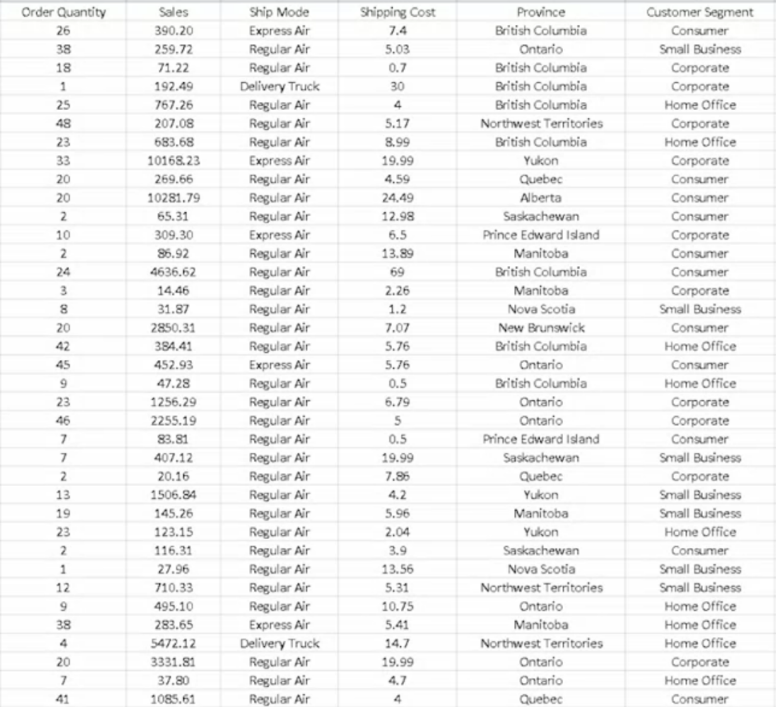 Order Quantity Sales Ship Mode Shipping Cost Province Customer Segment
26 390.20 Express Air 7.4 British Columbia Consumer
38 259.72 Regular Air 5.03 Ontario Small Business
18 71.22 Regular Air 0.7 British Columbia Corporate
1 192.49 Delivery Truck 30 British Columbia Corporate
25 767.26 Regular Air 4 British Columbia Home Office
48 207.08 Regular Air 5.17 Northwest Territories Corporate
23 683.68 Regular Air 8.99 British Columbia Home Office
33 10168.23 Express Air 19.99 Yukon Corporate
20 269.66 Regular Air 4.59 Quebec Consumer
20 10281.79 Regular Air 24.49 Alberta Consumer
2 65.31 Regular Air 12.98 Saskachewan Consumer
10 309.30 Express Air 6.5 Prince Edward Island Corporate
2 86.92 Regular Air 13.89 Manitoba Consumer
24 4636.62 Regular Air 69 British Columbia Consumer
3 14.46 Regular Air 2.26 Manitoba Corporate
8 31.87 Regular Air 1.2 Nova Scotia Small Business
20 2850.31 Regular Air 7.07 New Brunswick Consumer
42 384.41 Regular Air 5.76 British Columbia Home Office
45 452.93 Express Air 5.76 Ontario Consumer
9 47.28 Regular Air 0.5 British Columbia Home Office
23 1256.29 Regular Air 6.79 Ontario Corporate
46 2255.19 Regular Air 5 Ontario Corporate
7 83.81 Regular Air 0.5 Prince Edward Island Consumer
7 407.12 Regular Air 19.99 Saskachewan Small Business
2 20.16 Regular Air 7.86 Quebec Corporate
13 1506.84 Regular Air 4.2 Yukon Small Business
19 145.26 Regular Air 5.96 Manitoba Small Business
23 123.15 Regular Air 2.04 Yukon Home Office
2 116.31 Regular Air 3.9 Saskachewan Consumer
1 27.96 Regular Air 13.56 Nova Scotia Small Business
12 710.33 Regular Air 5.31 Northwest Territories Small Business
9 495.10 Regular Air 10.75 Ontario Home Office
38 283.65 Express Air 5.41 Manitoba Home Office
4 5472.12 Delivery Truck 14.7 Northwest Territories Home Office
20 3331.81 Regular Air 19.99 Ontario Corporate
7 37.80 Regular Air 4.7 Ontario Home Office
41 1085.61 Regular Air 4 Quebec Consumer